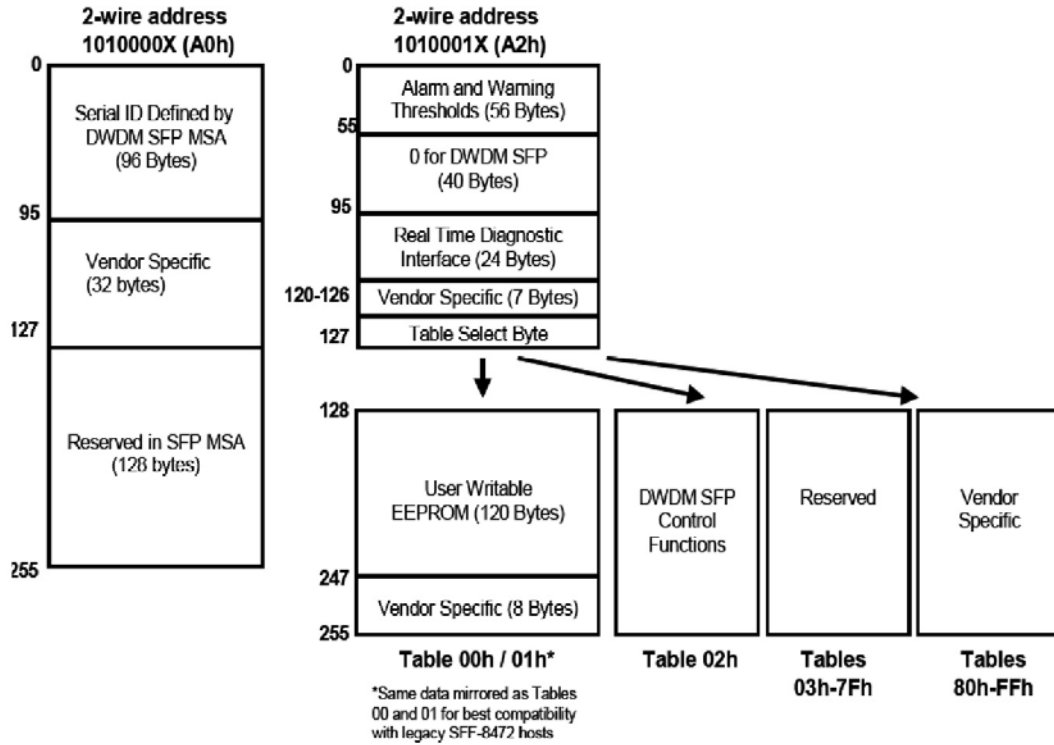 2-wire address
1010000X (A0h)
0
Serial ID Defined by
DWDM SFP MSA
(96 Bytes)
95
Vendor Specific
(32 bytes)
127
Reserved in SFP MSA
(128 bytes)
255
2-wire address
1010001X (A2h)
0
Alarm and Warning
Thresholds (56 Bytes)
55
0 for DWDM SFP
(40 Bytes)
95
Real Time Diagnostic
Interface (24 Bytes)
120-126
Vendor Specific (7 Bytes)
127
Table Select Byte
128
User Writable
EEPROM (120 Bytes)
247
Vendor Specific (8 Bytes)
255
Table 00h / 01h*
*Same data mirrored as Tables
00 and 01 for best compatibility
with legacy SFF-8472 hosts
DWDM SFP
Control
Functions
Table 02h
Reserved
Tables
03h-7Fh
Vendor
Specific
Tables
80h-FFh